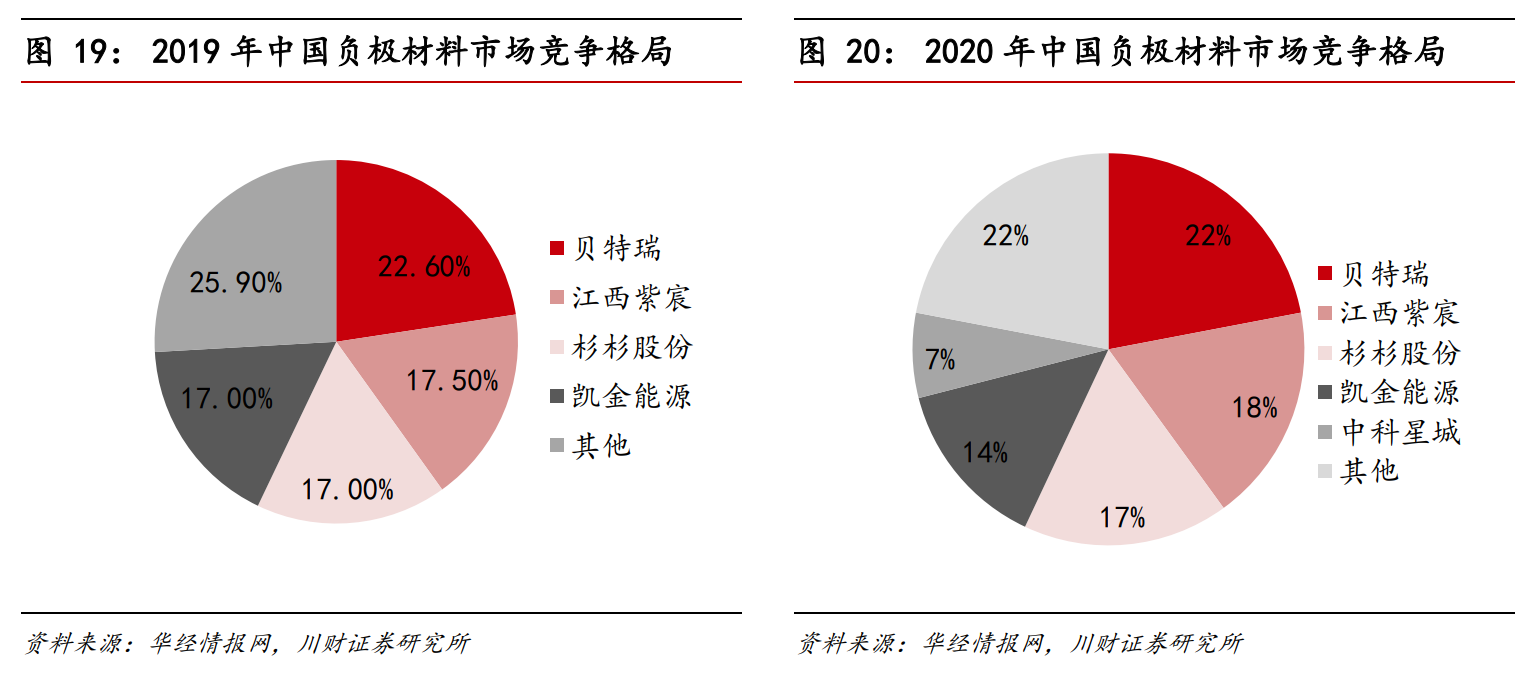 图 19： 2019 年中国负极材料市场竞争格局
22.60%
17.50%
17.00%
17.00%
25.90%
贝特瑞
江西紫宸
杉杉股份
凯金能源
其他
资料来源：华经情报网，川财证券研究所
图 20： 2020 年中国负极材料市场竞争格局
22%
18%
17%
14%
7%
22%
贝特瑞
江西紫宸
杉杉股份
凯金能源
中科星城
其他
资料来源：华经情报网，川财证券研究所